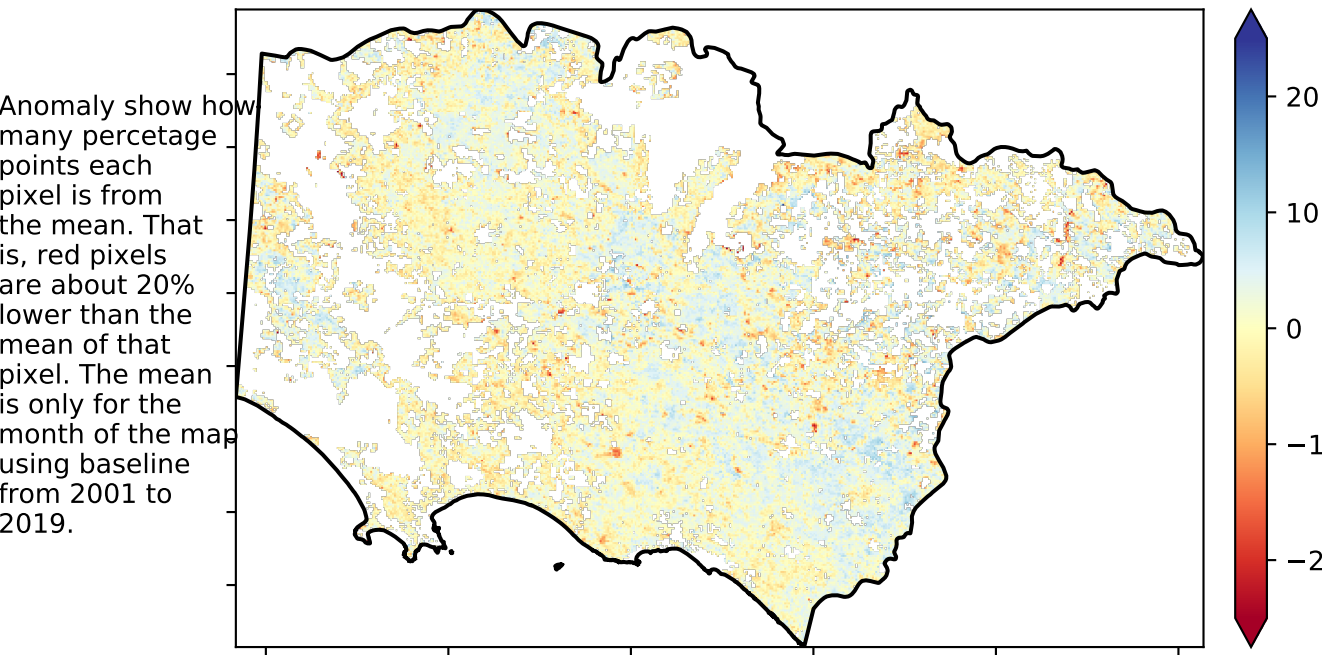 Anomaly show how
many percetage
points each
pixel is from
the mean. That
is, red pixels
are about 20%
lower than the
mean of that
pixel. The mean
is only for the
month of the map
using baseline
from 2001 to
2019.
20
10
0
−1
−2